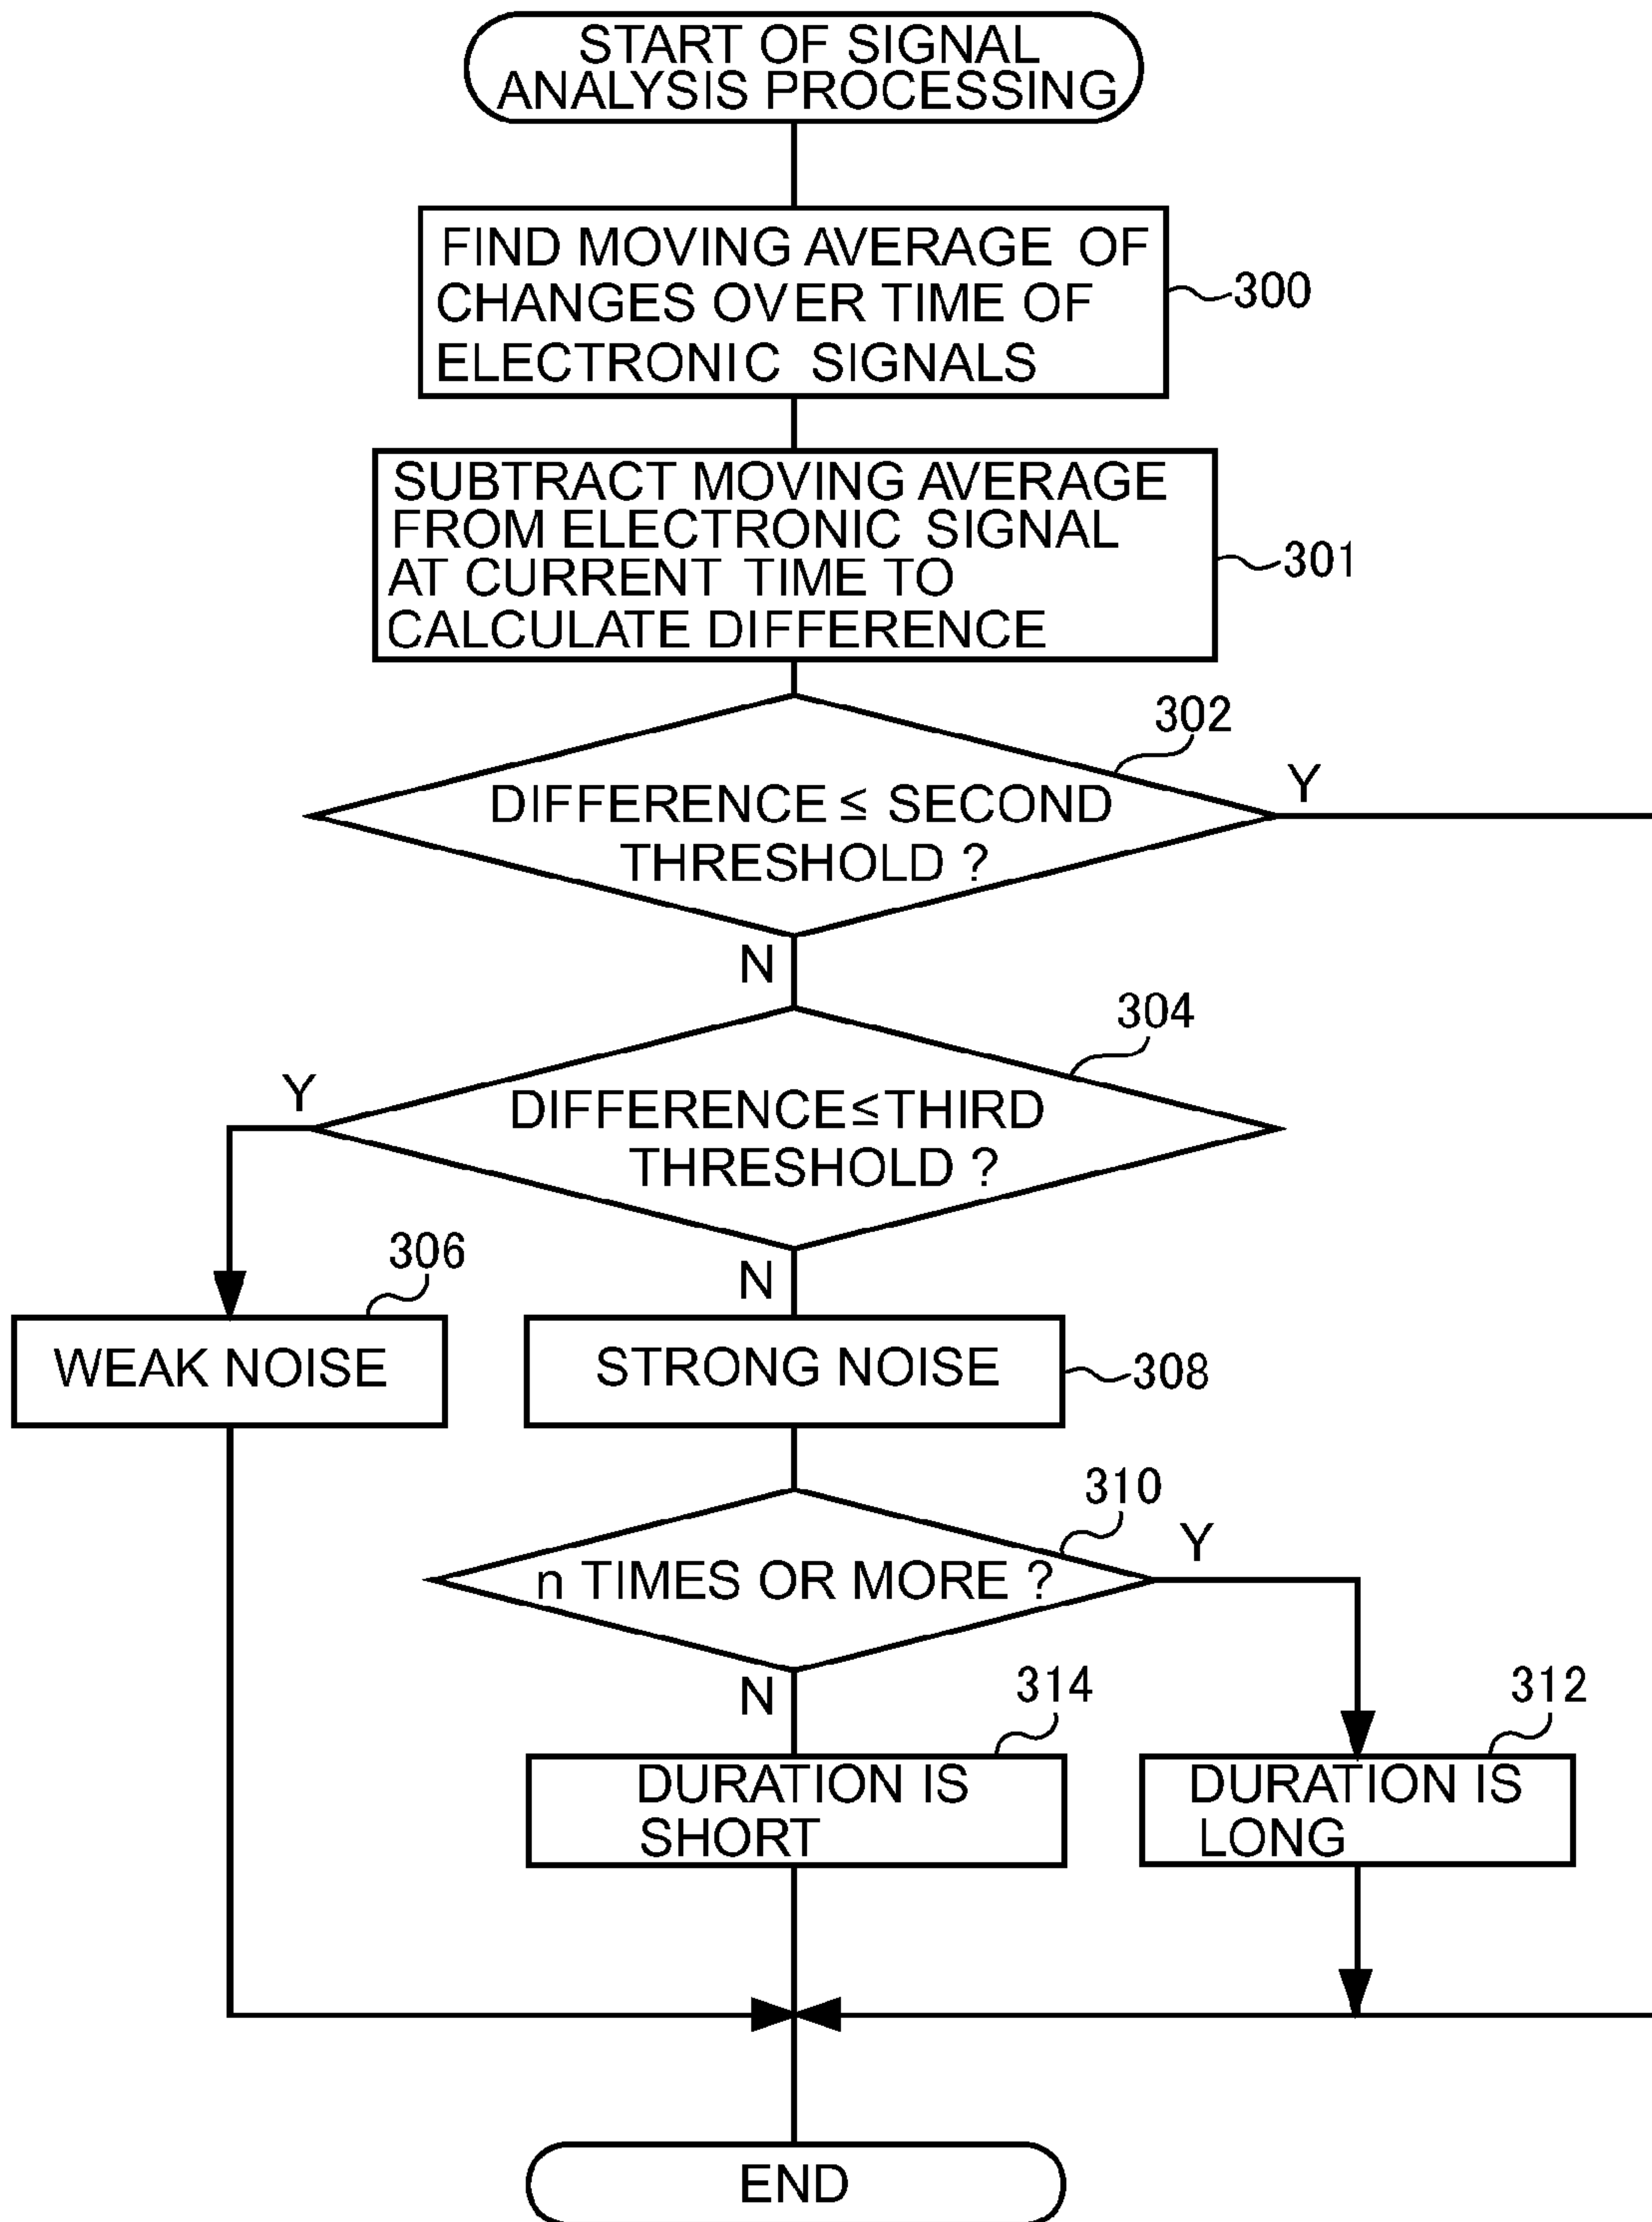 START OF SIGNAL
ANALYSIS PROCESSING
FIND MOVING AVERAGE OF
CHANGES OVER TIME OF
ELECTRONIC SIGNALS
300
SUBTRACT MOVING AVERAGE
FROM ELECTRONIC SIGNAL
AT CURRENT TIME TO
CALCULATE DIFFERENCE
301
302
DIFFERENCE ≤ SECOND
THRESHOLD ?
Y
N
304
DIFFERENCE≤THIRD
THRESHOLD ?
Y
N
306
WEAK NOISE
STRONG NOISE
308
310
n TIMES OR MORE ?
Y
N
314
DURATION IS
SHORT
312
DURATION IS
LONG
END